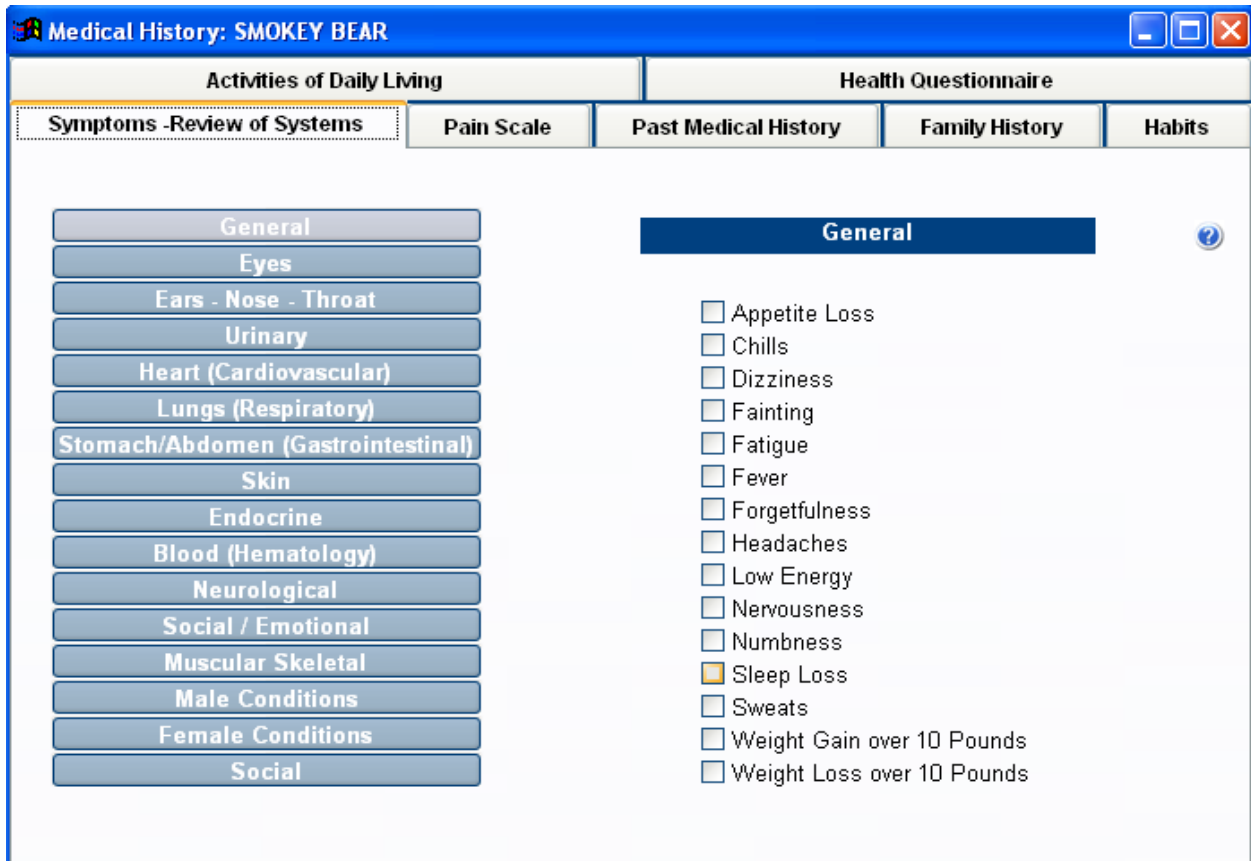 Medical History: SMOKEY BEAR
Activities of Daily Living
Health Questionnaire
Symptoms -Review of Systems
Pain Scale
Past Medical History
Family History
Habits
General
Eyes
Ears - Nose - Throat
Urinary
Heart (Cardiovascular)
Lungs (Respiratory)
Stomach/Abdomen (Gastrointestinal)
Skin
Endocrine
Blood (Hematology)
Neurological
Social / Emotional
Muscular Skeletal
Male Conditions
Female Conditions
Social
General
?
Appetite Loss
Chills
Dizziness
Fainting
Fatigue
Fever
Forgetfulness
Headaches
Low Energy
Nervousness
Numbness
Sleep Loss
Sweats
Weight Gain over 10 Pounds
Weight Loss over 10 Pounds